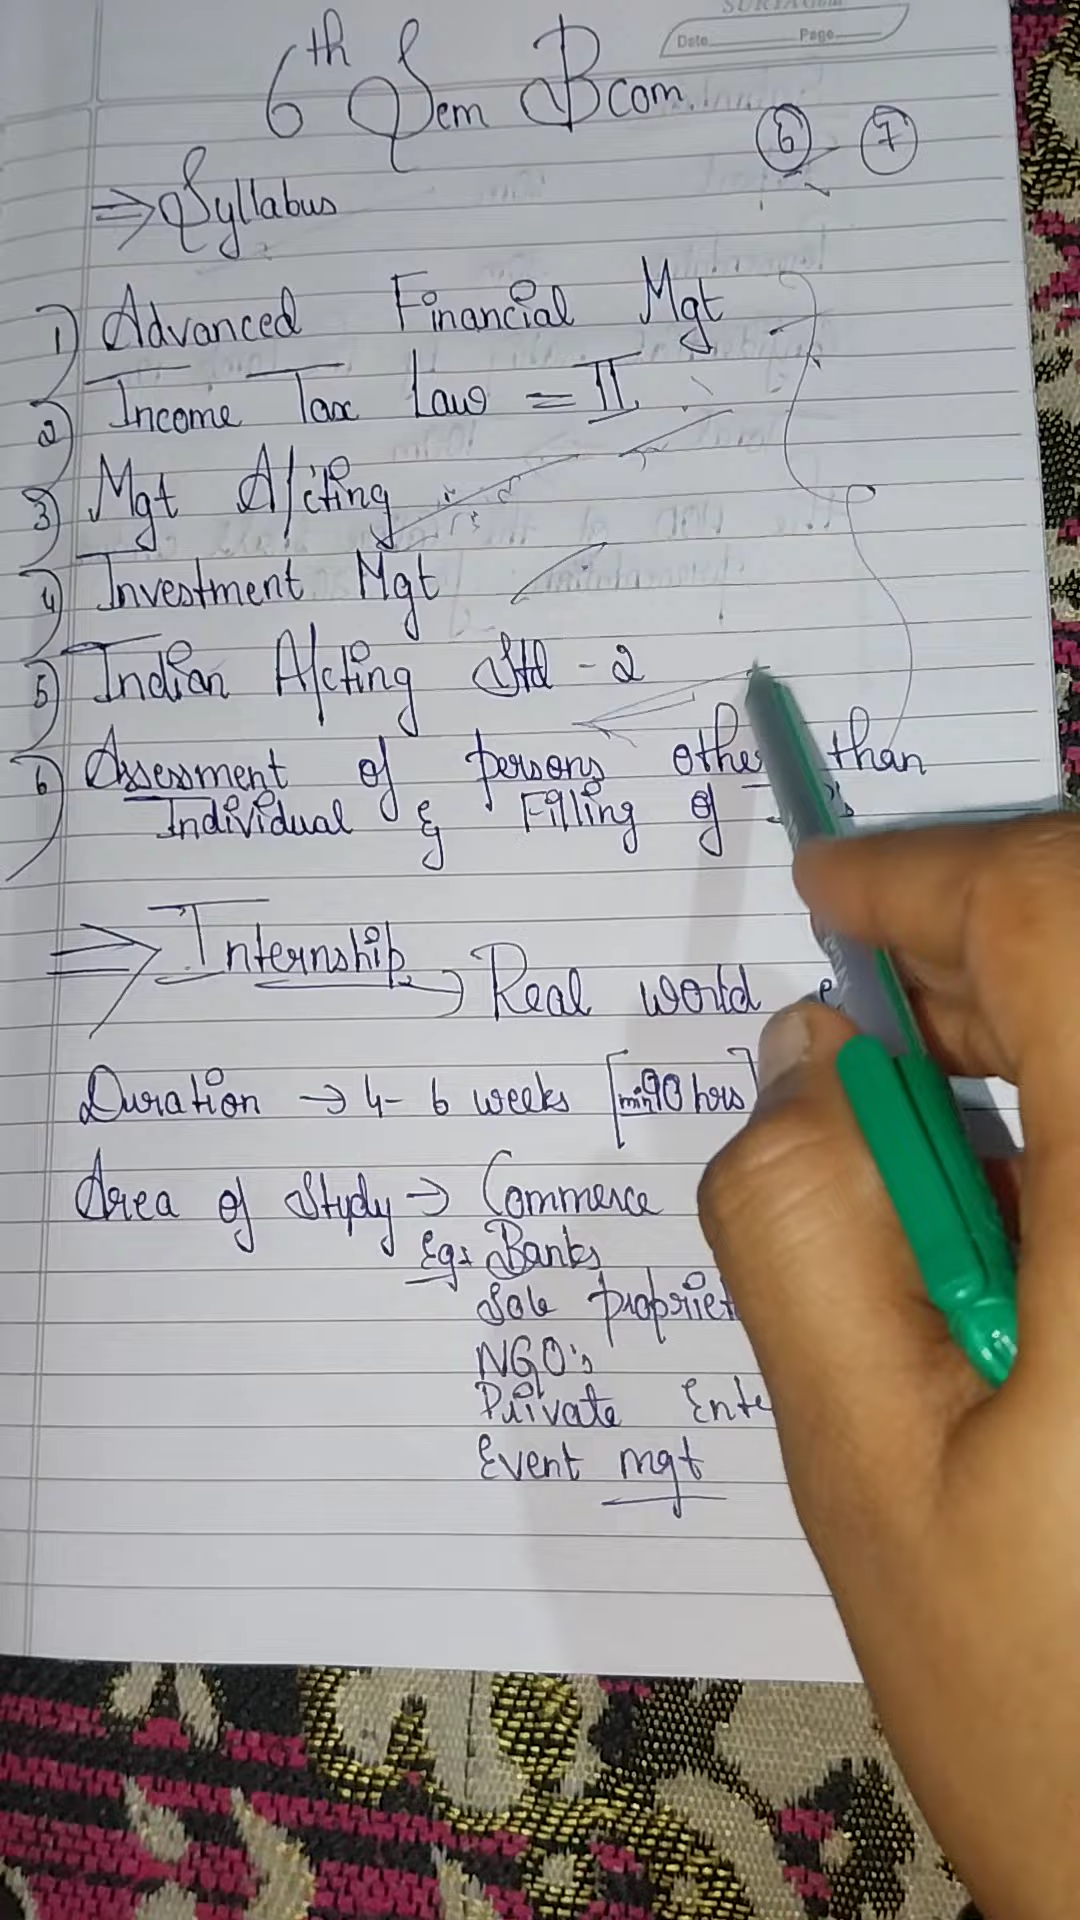 Date Page
6th Sem Bcom
6 7
⇒ Syllabus
1) Advanced Financial Mgt
2) Income Tax Law = II
3) Mgt A/cting
4) Investment Mgt
5) Indian A/cting Std - 2
6) Assessment of persons other than
Individual & Filling of
⇒ Internship → Real world
Duration → 4 - 6 weeks [min 90 hrs]
Area of Study → Commerce
Eg: Banks
Sole
NGO's
Private
Event mgt